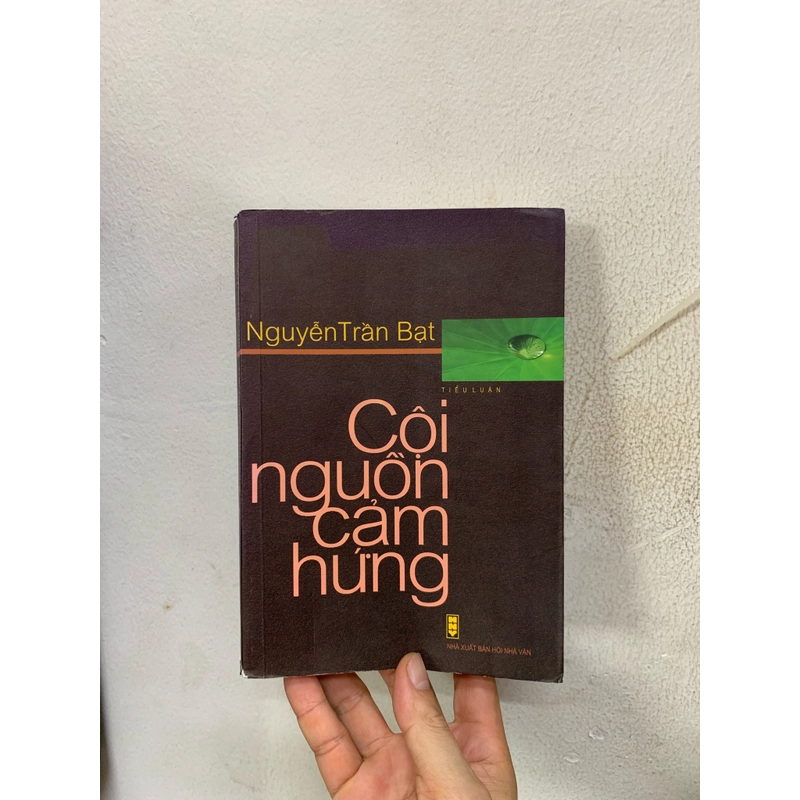 NguyễnTrần Bạt
TIỂU LUẬN
Cội
nguồn
cảm
hứng
NHÀ XUẤT BẢN HỘI NHÀ VĂN